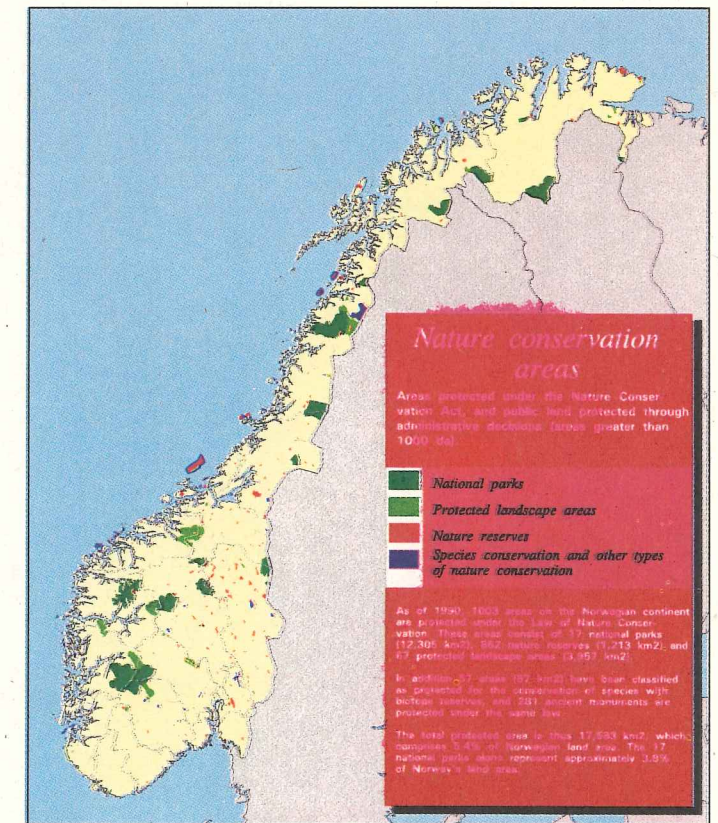 Nature conservation
areas
Areas protected under the Nature Conser-
vation Act, and public land protected through
administrative decisions (areas greater than
1000 da).
National parks
Protected landscape areas
Nature reserves
Species conservation and other types
of nature conservation
As of 1990, 1003 areas on the Norwegian continent
are protected under the Law of Nature Conser-
vation. These areas consist of 17 national parks
(12,305 km2), nature reserves (1,213 km2), and
67 protected landscape areas (3,957 km2).
In addition 57 areas (87 km2) have been classified
as protected for the conservation of species with
biotope reserves, and 281 ancient monuments are
protected under the same law.
The total protected area is thus 17,583 km2, which
comprises 5.4% of Norwegian land area. The 17
national parks alone represent approximately 3.8%
of Norway's land area.